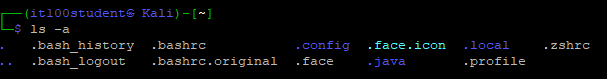 ┌──(it100student㉿ Kali)-[~]
└─$ ls -a
.   .bash_history  .bashrc           .config  .face.icon  .local    .zshrc
..  .bash_logout   .bashrc.original  .face    .java       .profile